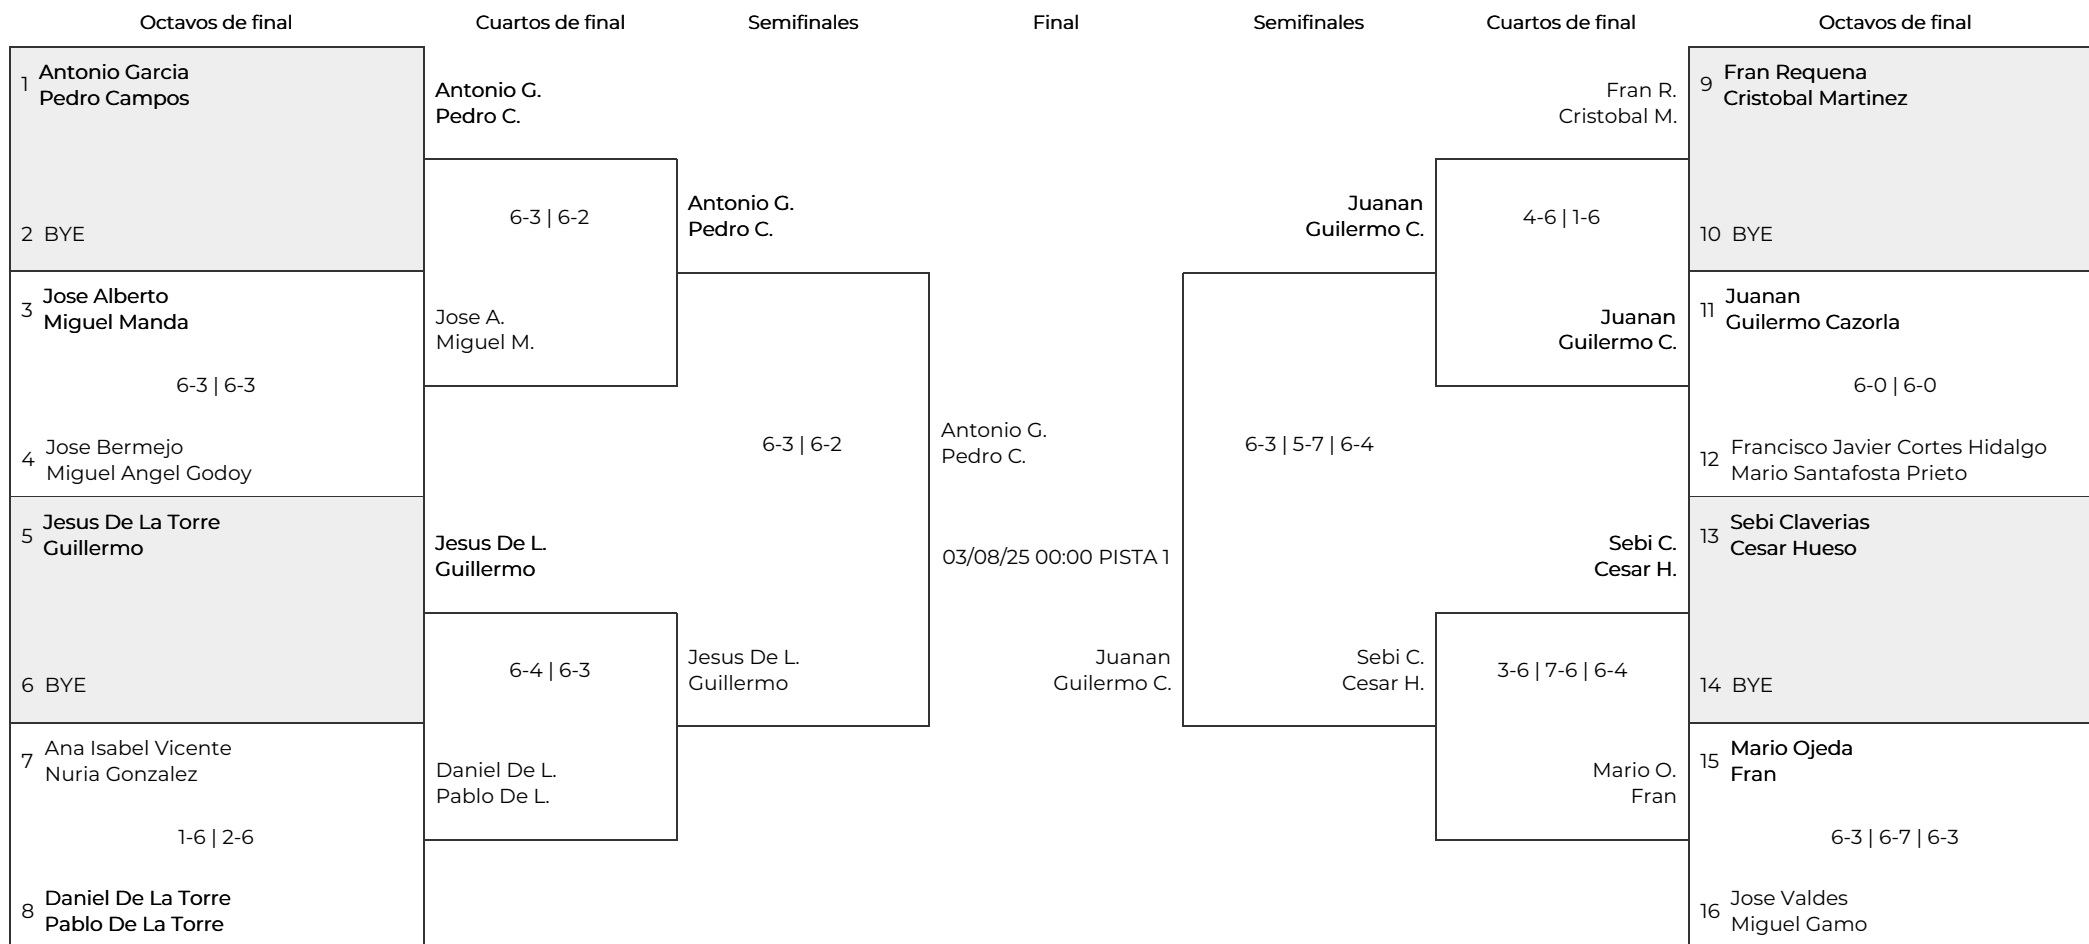 Octavos de final
Cuartos de final
Semifinales
Final
Semifinales
Cuartos de final
Octavos de final
1
Antonio Garcia
Pedro Campos
2 BYE
3
Jose Alberto
Miguel Manda
6-3 | 6-3
4
Jose Bermejo
Miguel Angel Godoy
5
Jesus De La Torre
Guillermo
6 BYE
7
Ana Isabel Vicente
Nuria Gonzalez
1-6 | 2-6
8
Daniel De La Torre
Pablo De La Torre
Antonio G.
Pedro C.
6-3 | 6-2
Jose A.
Miguel M.
Jesus De L.
Guillermo
6-4 | 6-3
Daniel De L.
Pablo De L.
Antonio G.
Pedro C.
6-3 | 6-2
Jesus De L.
Guillermo
Antonio G.
Pedro C.
03/08/25 00:00 PISTA 1
Juanan
Guilermo C.
Juanan
Guilermo C.
6-3 | 5-7 | 6-4
Sebi C.
Cesar H.
Fran R.
Cristobal M.
4-6 | 1-6
Juanan
Guilermo C.
Sebi C.
Cesar H.
3-6 | 7-6 | 6-4
Mario O.
Fran
9
Fran Requena
Cristobal Martinez
10 BYE
11
Juanan
Guilermo Cazorla
6-0 | 6-0
12
Francisco Javier Cortes Hidalgo
Mario Santafosta Prieto
13
Sebi Claverias
Cesar Hueso
14 BYE
15
Mario Ojeda
Fran
6-3 | 6-7 | 6-3
16
Jose Valdes
Miguel Gamo